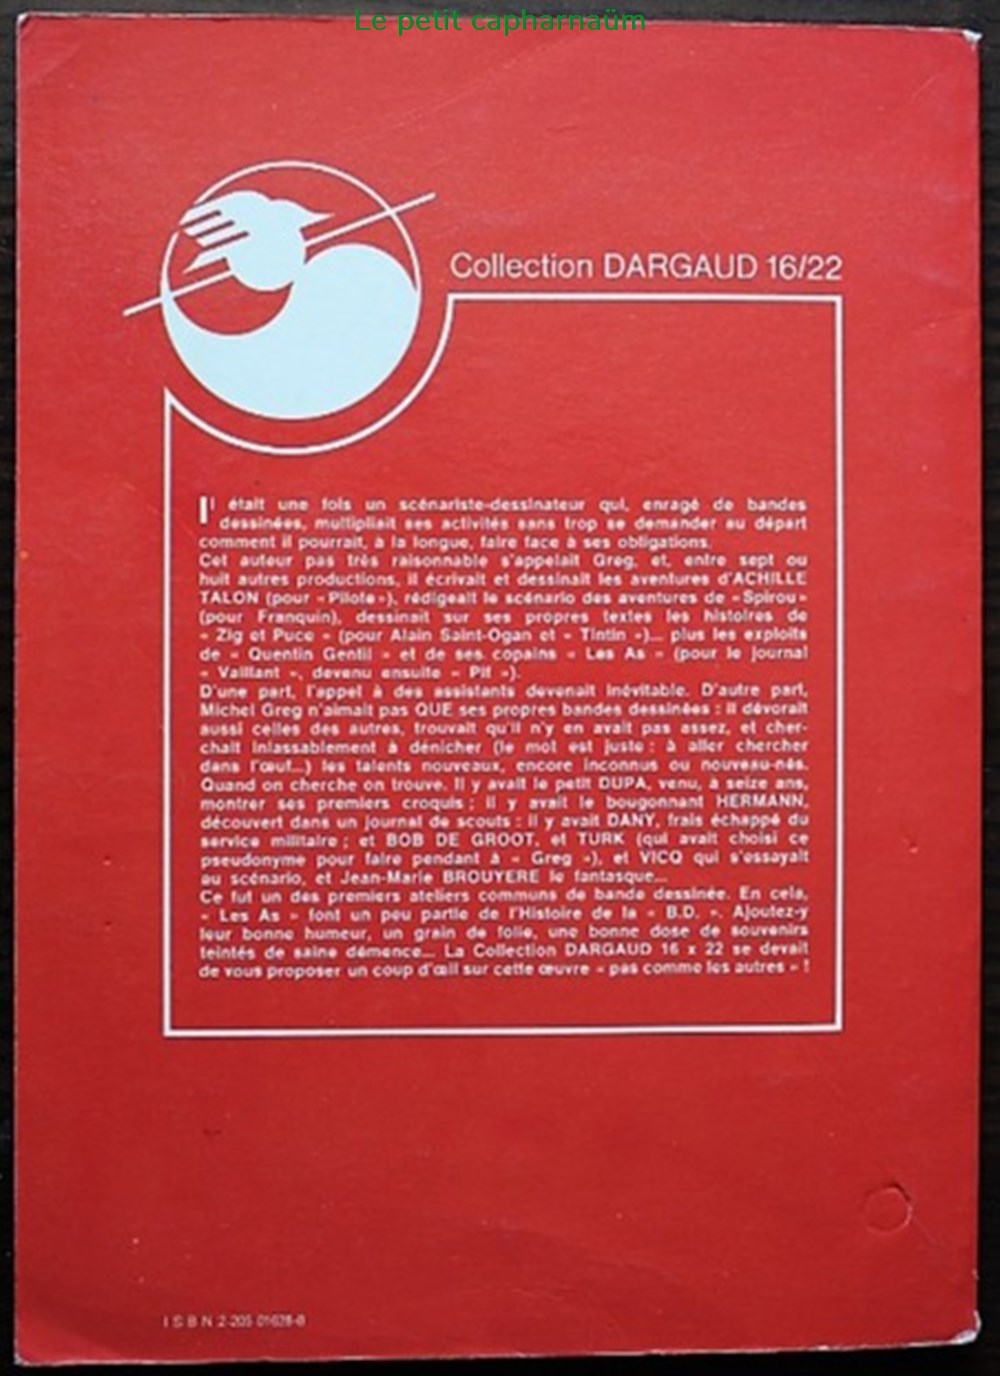 Le petit capharnaüm
Collection DARGAUD 16/22
Il était une fois un scénariste-dessinateur qui, enragé de bandes
dessinées, multipliait ses activités sans trop se demander au départ
comment il pourrait, à la longue, faire face à ses obligations.
Cet auteur pas très raisonnable s'appelait Greg, et, entre sept ou
huit autres productions, il écrivait et dessinait les aventures d'ACHILLE
TALON (pour « Pilote »), rédigeait le scénario des aventures de « Spirou »
(pour Franquin), dessinait sur ses propres textes les histoires de
« Zig et Puce » (pour Alain Saint-Ogan et « Tintin »)... plus les exploits
de « Quentin Gentil » et de ses copains « Les As » (pour le journal
« Vaillant », devenu ensuite « Pif »).
D'une part, l'appel à des assistants devenait inévitable. D'autre part,
Michel Greg n'aimait pas QUE ses propres bandes dessinées : il dévorait
aussi celles des autres, trouvait qu'il n'y en avait pas assez, et cher-
chait inlassablement à dénicher (le mot est juste : à aller chercher
dans l'œuf...) les talents nouveaux, encore inconnus ou nouveau-nés.
Quand on cherche on trouve. Il y avait le petit DUPA, venu, à seize ans,
montrer ses premiers croquis ; il y avait le bougonnant HERMANN,
découvert dans un journal de scouts ; il y avait DANY, frais échappé du
service militaire ; et BOB DE GROOT, et TURK (qui avait choisi ce
pseudonyme pour faire pendant à « Greg »), et VICQ qui s'essayait
au scénario, et Jean-Marie BROUYERE le fantasque...
Ce fut un des premiers ateliers communs de bande dessinée. En cela,
« Les As » font un peu partie de l'Histoire de la « B.D. ». Ajoutez-y
leur bonne humeur, un grain de folie, une bonne dose de souvenirs
teintés de saine démence... La Collection DARGAUD 16 x 22 se devait
de vous proposer un coup d'œil sur cette œuvre « pas comme les autres » !
ISBN 2-205-01628-8